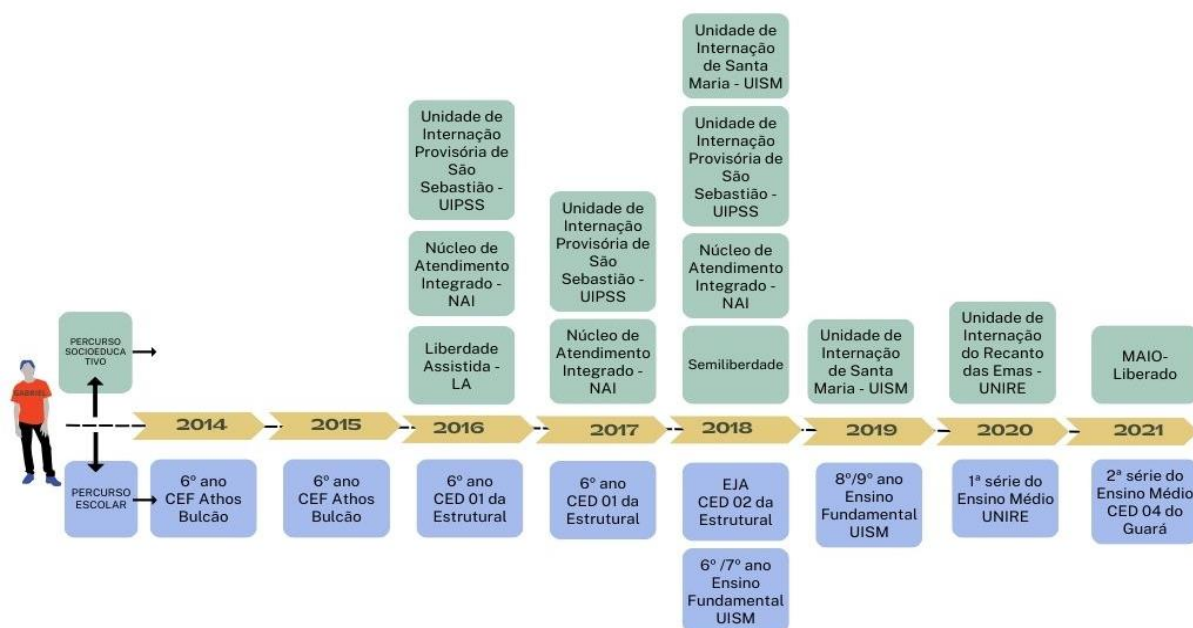 Unidade de
Internação
de Santa
Maria - UISM
Unidade de
Internação
Provisória de
São
Sebastião -
UIPSS
Unidade de
Internação
Provisória de
São
Sebastião -
UIPSS
Unidade de
Internação
Provisória de
São
Sebastião -
UIPSS
Núcleo de
Atendimento
Integrado -
NAI
Núcleo de
Atendimento
Integrado -
NAI
Liberdade
Assistida -
LA
Núcleo de
Atendimento
Integrado -
NAI
Semiliberdade
Unidade de
Internação
de Santa
Maria - UISM
Unidade de
Internação
do Recanto
das Emas -
UNIRE
MAIO-
Liberado
PERCURSO
SOCIOEDUCA
TIVO
GABRIEL
2014
2015
2016
2017
2018
2019
2020
2021
PERCURSO
ESCOLAR
6º ano
CEF Athos
Bulcão
6º ano
CEF Athos
Bulcão
6º ano
CED 01 da
Estrutural
6º ano
CED 01 da
Estrutural
EJA
CED 02 da
Estrutural
6º /7º ano
Ensino
Fundamental
UISM
8º/9º ano
Ensino
Fundamental
UISM
1ª série do
Ensino Médio
UNIRE
2ª série do
Ensino Médio
CED 04 do
Guará